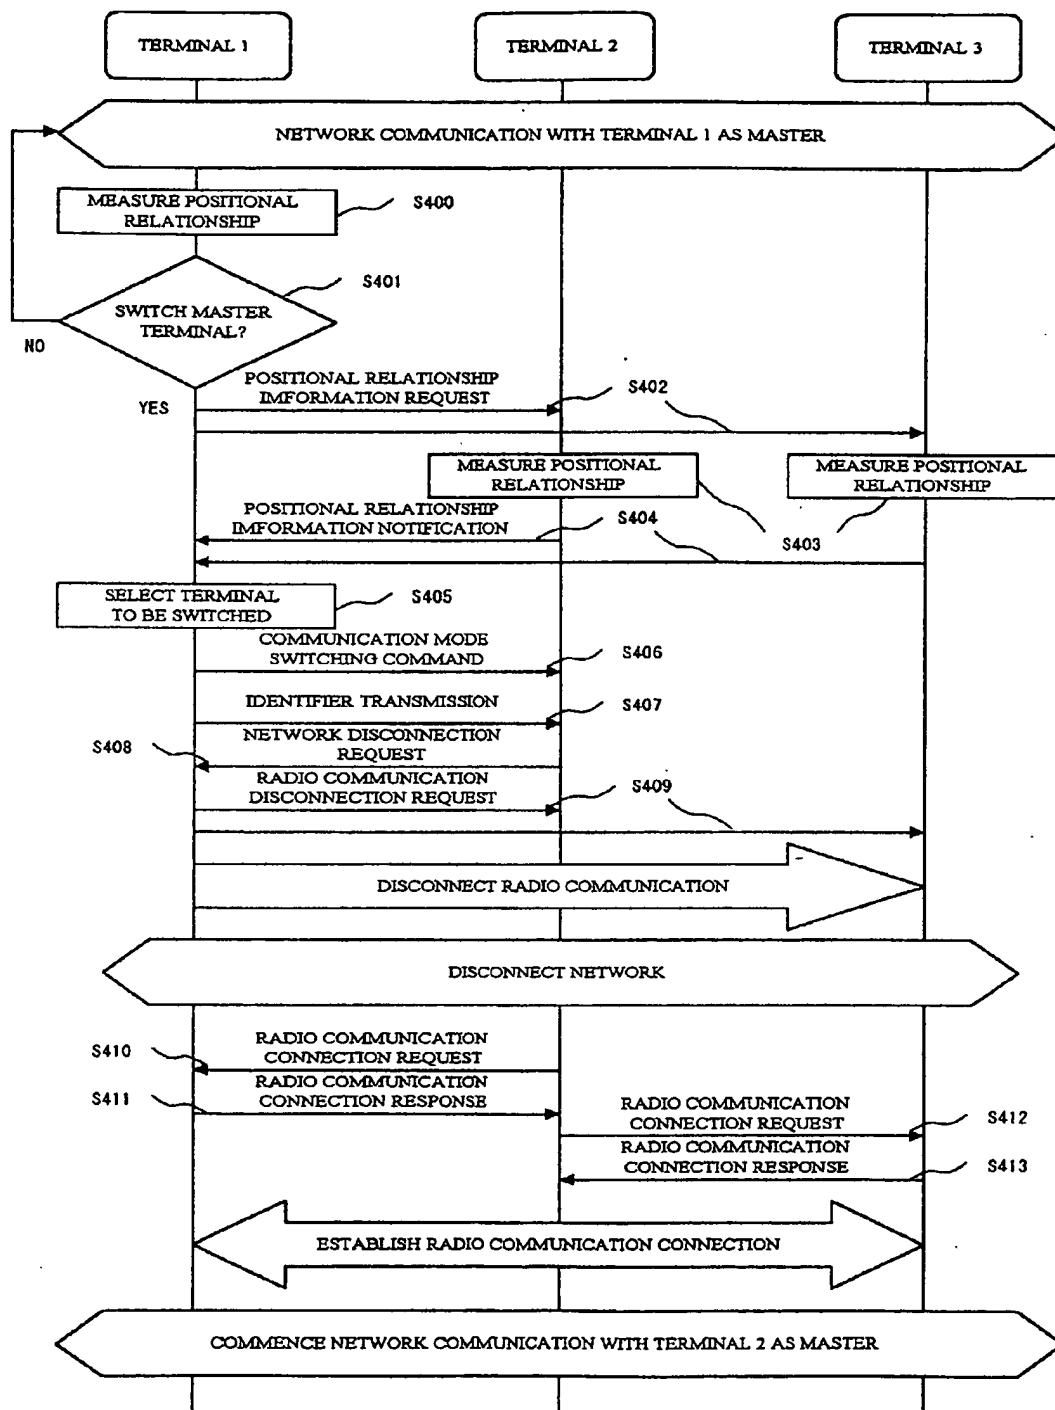 TERMINAL 1
TERMINAL 2
TERMINAL 3
NETWORK COMMUNICATION WITH TERMINAL 1 AS MASTER
MEASURE POSITIONAL
RELATIONSHIP
S400
SWITCH MASTER
TERMINAL?
S401
NO
YES
POSITIONAL RELATIONSHIP
IMFORMATION REQUEST
S402
MEASURE POSITIONAL
RELATIONSHIP
MEASURE POSITIONAL
RELATIONSHIP
S403
POSITIONAL RELATIONSHIP
IMFORMATION NOTIFICATION
S404
SELECT TERMINAL
TO BE SWITCHED
S405
COMMUNICATION MODE
SWITCHING COMMAND
S406
IDENTIFIER TRANSMISSION
S407
NETWORK DISCONNECTION
REQUEST
S408
RADIO COMMUNICATION
DISCONNECTION REQUEST
S409
DISCONNECT RADIO COMMUNICATION
DISCONNECT NETWORK
RADIO COMMUNICATION
CONNECTION REQUEST
S410
RADIO COMMUNICATION
CONNECTION RESPONSE
S411
RADIO COMMUNICATION
CONNECTION REQUEST
S412
RADIO COMMUNICATION
CONNECTION RESPONSE
S413
ESTABLISH RADIO COMMUNICATION CONNECTION
COMMENCE NETWORK COMMUNICATION WITH TERMINAL 2 AS MASTER